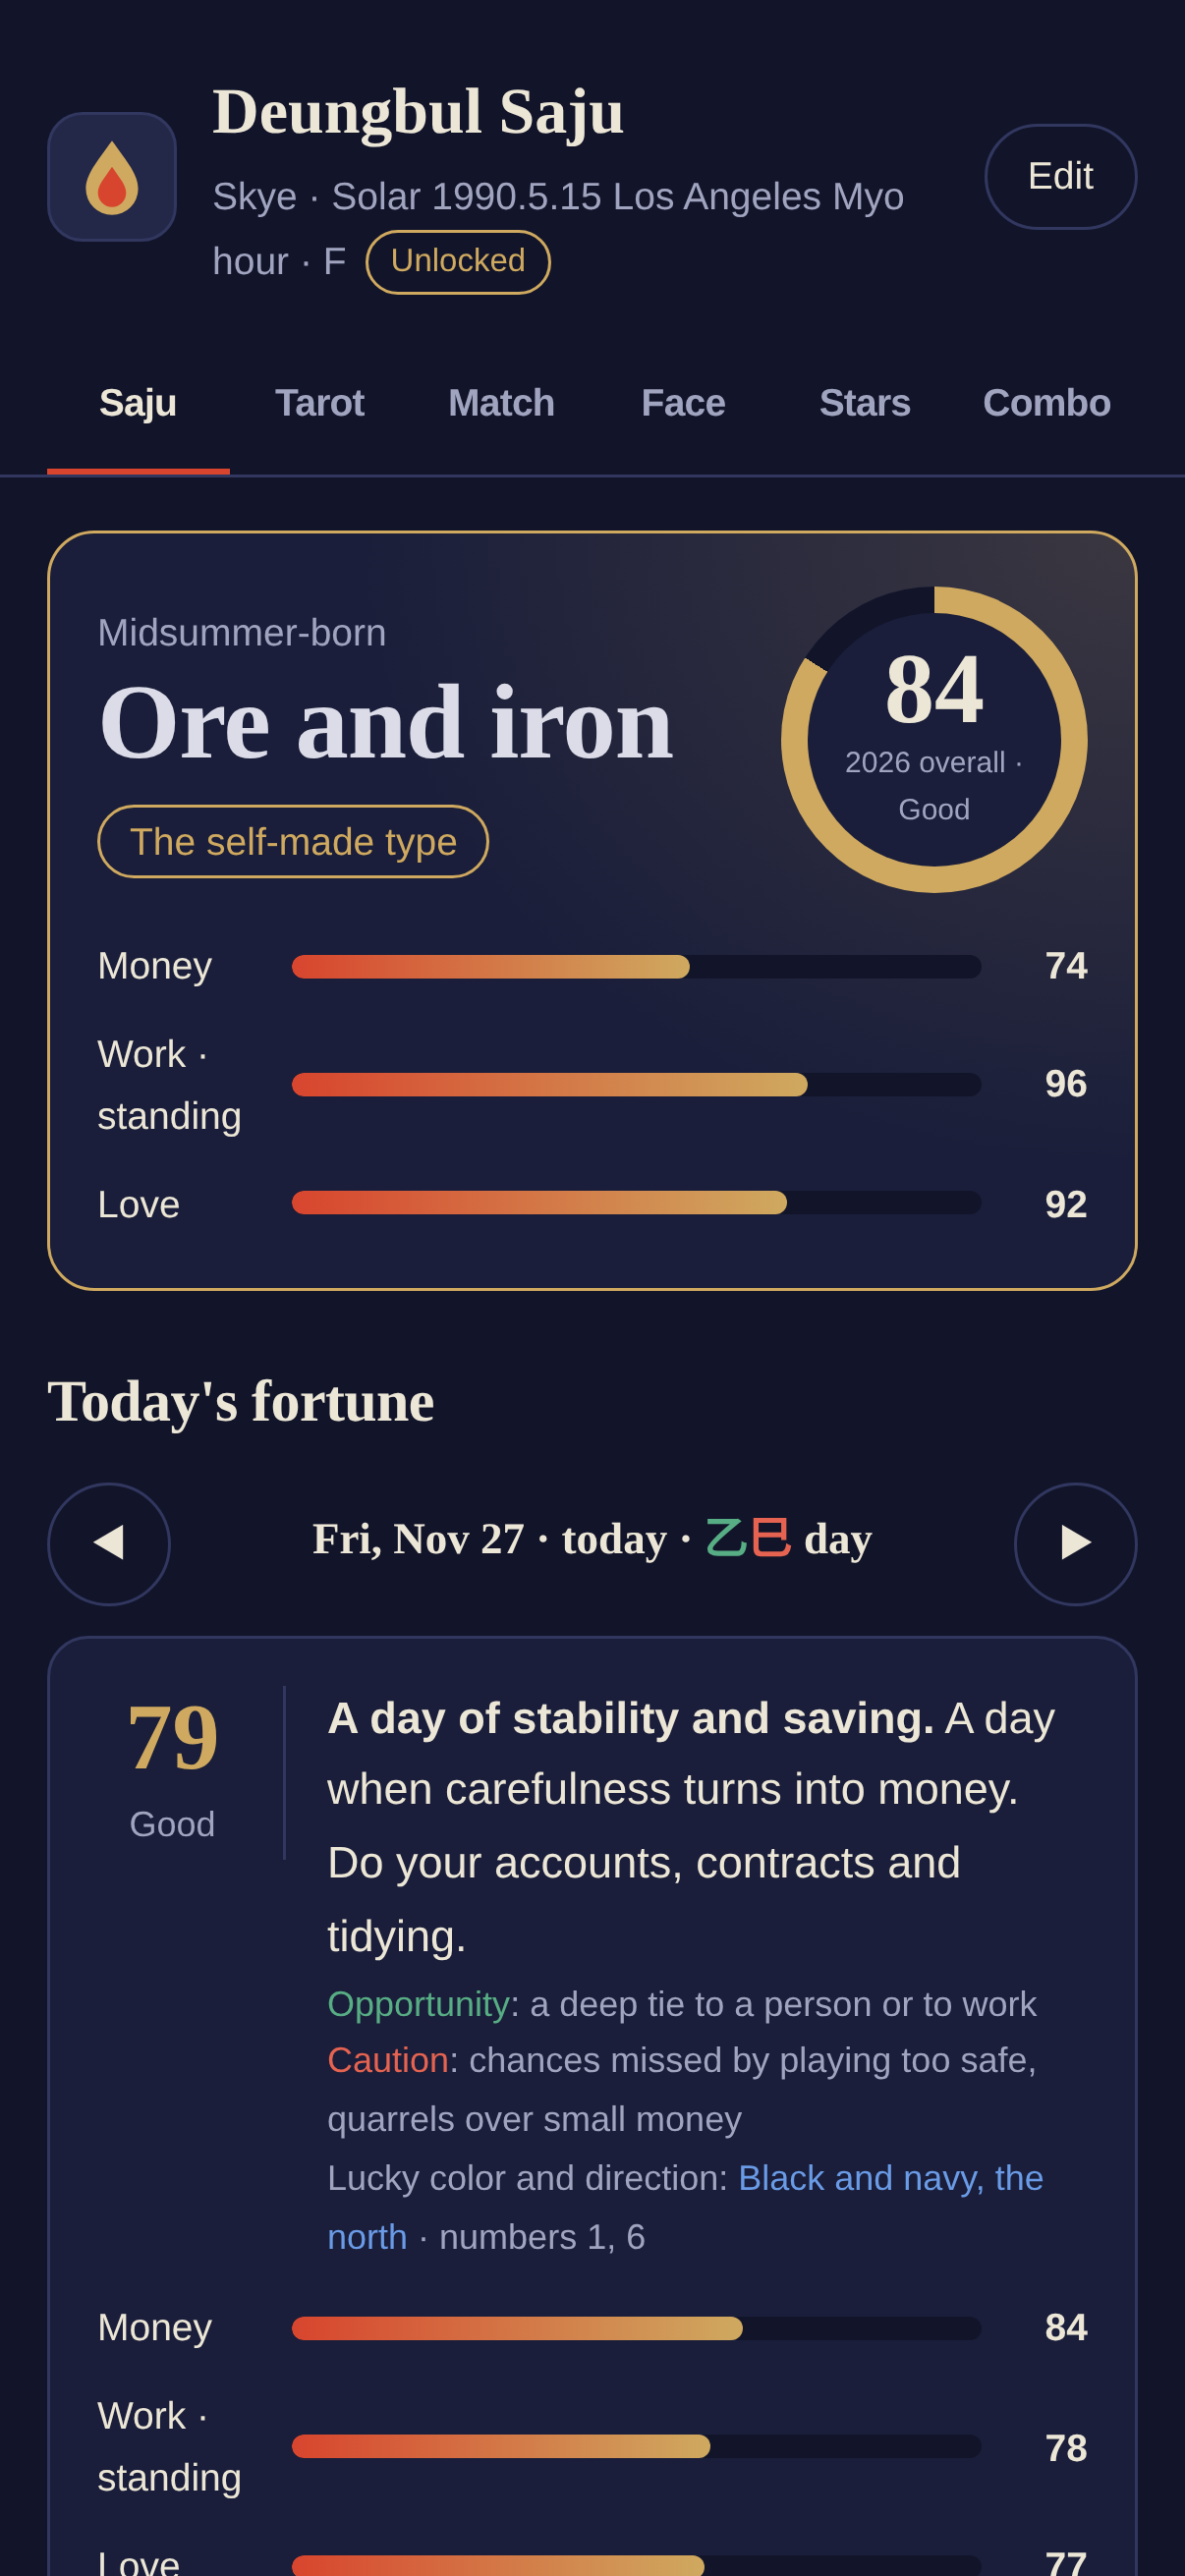 Deungbul Saju
Skye · Solar 1990.5.15 Los Angeles Myo
hour · F Unlocked
Edit
Saju Tarot Match Face Stars Combo
Midsummer-born
Ore and iron
The self-made type
84
2026 overall ·
Good
Money 74
Work ·
standing 96
Love 92
Today's fortune
Fri, Nov 27 · today · 乙巳 day
79
Good
A day of stability and saving. A day
when carefulness turns into money.
Do your accounts, contracts and
tidying.
Opportunity: a deep tie to a person or to work
Caution: chances missed by playing too safe,
quarrels over small money
Lucky color and direction: Black and navy, the
north · numbers 1, 6
Money 84
Work ·
standing 78
Love 77